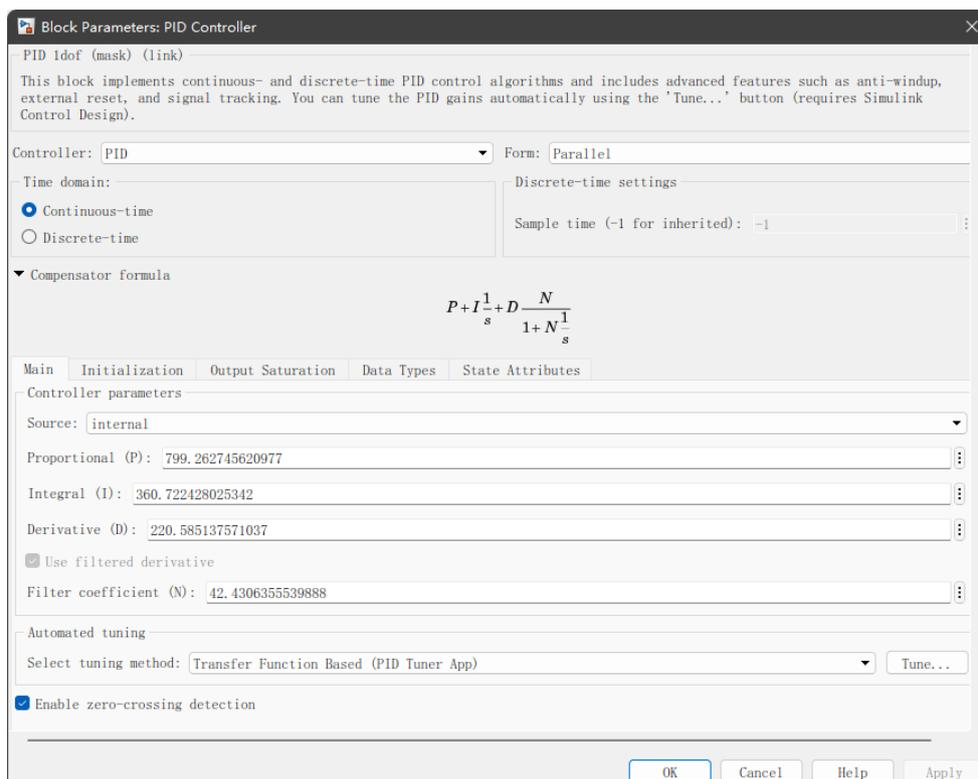 Block Parameters: PID Controller
PID 1dof (mask) (link)
This block implements continuous- and discrete-time PID control algorithms and includes advanced features such as anti-windup,
external reset, and signal tracking. You can tune the PID gains automatically using the 'Tune...' button (requires Simulink
Control Design).
Controller: PID Form: Parallel
Time domain:
Discrete-time settings
Continuous-time
Sample time (-1 for inherited): -1
Discrete-time
Compensator formula
P+I 1/s +D N/(1+N 1/s)
Main Initialization Output Saturation Data Types State Attributes
Controller parameters
Source: internal
Proportional (P): 799.262745620977
Integral (I): 360.722428025342
Derivative (D): 220.585137571037
Use filtered derivative
Filter coefficient (N): 42.4306355539888
Automated tuning
Select tuning method: Transfer Function Based (PID Tuner App) Tune...
Enable zero-crossing detection
OK Cancel Help Apply